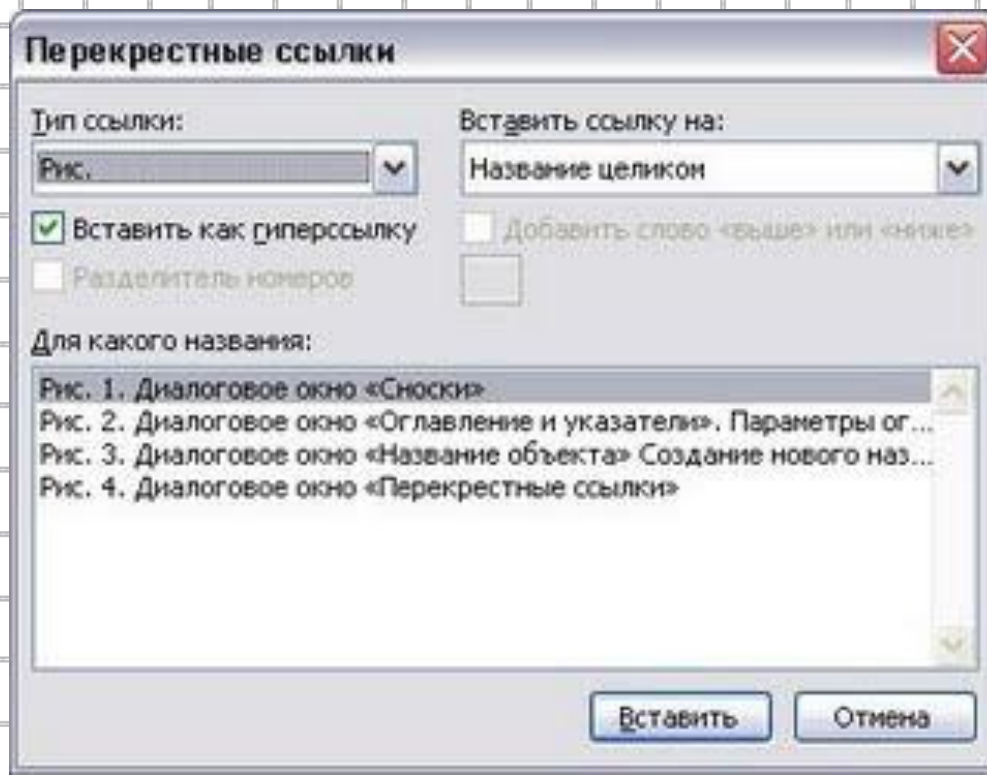 Перекрестные ссылки
Тип ссылки:
Вставить ссылку на:
Рис.
Название целиком
Вставить как гиперссылку
Добавить слово «выше» или «ниже»
Разделитель номеров
Для какого названия:
Рис. 1. Диалоговое окно «Сноски»
Рис. 2. Диалоговое окно «Оглавление и указатели». Параметры ог...
Рис. 3. Диалоговое окно «Название объекта» Создание нового наз...
Рис. 4. Диалоговое окно «Перекрестные ссылки»
Вставить
Отмена